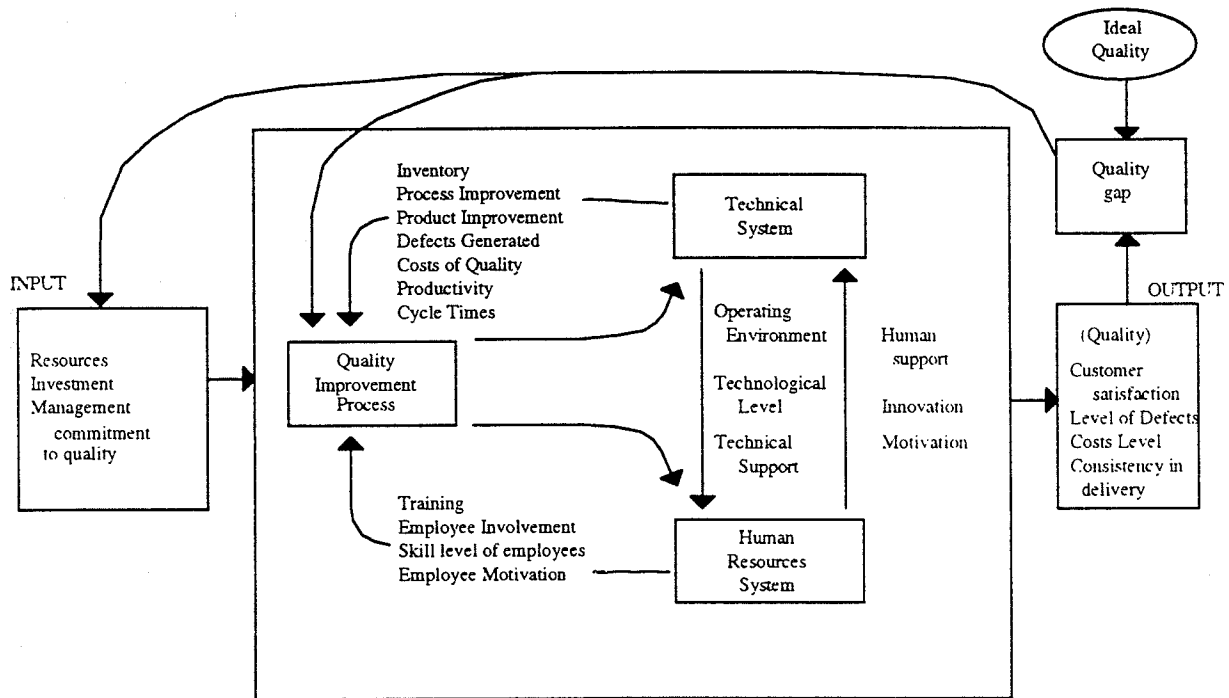 Ideal
Quality
Quality
gap
INPUT
Resources
Investment
Management
commitment
to quality
Inventory
Process Improvement
Product Improvement
Defects Generated
Costs of Quality
Productivity
Cycle Times
Quality
Improvement
Process
Training
Employee Involvement
Skill level of employees
Employee Motivation
Technical
System
Operating
Environment
Technological
Level
Technical
Support
Human
support
Innovation
Motivation
Human
Resources
System
OUTPUT
(Quality)
Customer
satisfaction
Level of Defects
Costs Level
Consistency in
delivery